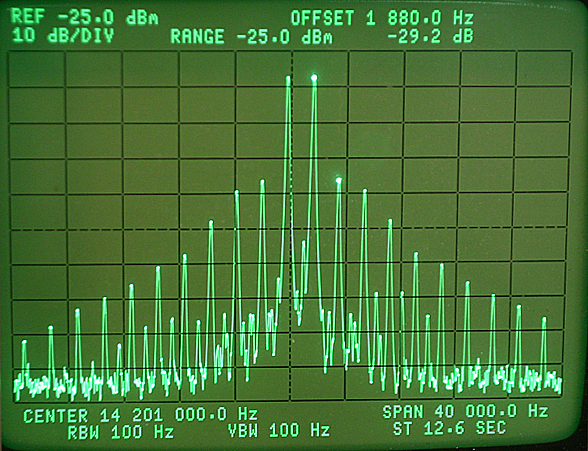 REF -25.0 dBm OFFSET 1 880.0 Hz
10 dB/DIV RANGE -25.0 dBm -29.2 dB
CENTER 14 201 000.0 Hz SPAN 40 000.0 Hz
RBW 100 Hz VBW 100 Hz ST 12.6 SEC